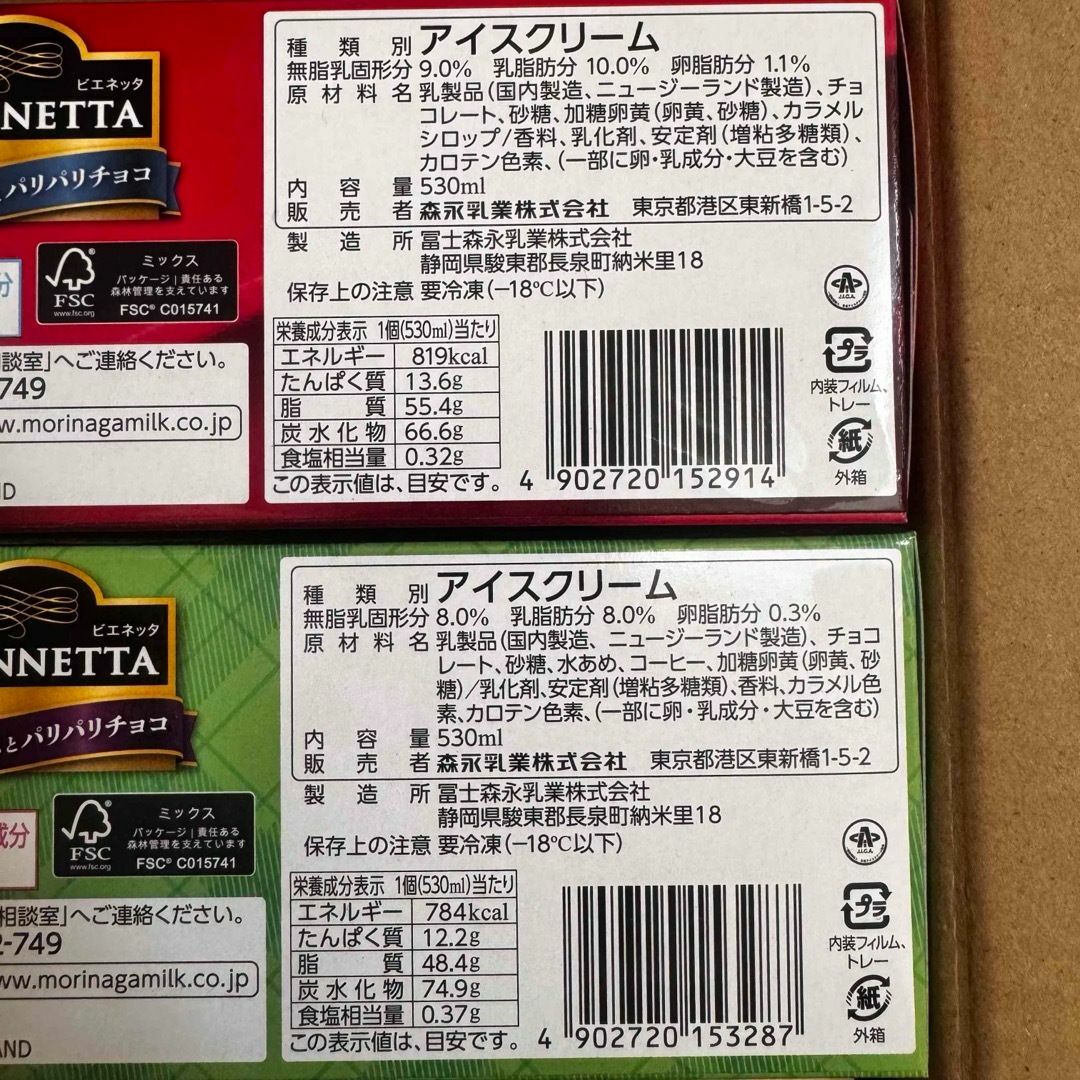 種類別 アイスクリーム
無脂乳固形分 9.0% 乳脂肪分 10.0% 卵脂肪分 1.1%
原材料名 乳製品(国内製造、ニュージーランド製造)、チョ
コレート、砂糖、加糖卵黄(卵黄、砂糖)、カラメル
シロップ/香料、乳化剤、安定剤(増粘多糖類)、
カロテン色素、(一部に卵・乳成分・大豆を含む)
内容量 530ml
販売者 森永乳業株式会社 東京都港区東新橋1-5-2
製造所 冨士森永乳業株式会社
静岡県駿東郡長泉町納米里18
保存上の注意 要冷凍(−18℃以下)
栄養成分表示 1個(530ml)当たり
エネルギー 819kcal
たんぱく質 13.6g
脂質 55.4g
炭水化物 66.6g
食塩相当量 0.32g
この表示値は、目安です。
4 902720 152914
J.I.C.A.
プラ
内装フィルム、
トレー
紙
外箱
ビエネッタ
NNETTA
パリパリチョコ
分
FSC
www.fsc.org
ミックス
パッケージ|責任ある
森林管理を支えています
FSC® C015741
談室」へご連絡ください。
749
w.morinagamilk.co.jp
ND
種類別 アイスクリーム
無脂乳固形分 8.0% 乳脂肪分 8.0% 卵脂肪分 0.3%
原材料名 乳製品(国内製造、ニュージーランド製造)、チョコ
レート、砂糖、水あめ、コーヒー、加糖卵黄(卵黄、砂
糖)/乳化剤、安定剤(増粘多糖類)、香料、カラメル色
素、カロテン色素、(一部に卵・乳成分・大豆を含む)
内容量 530ml
販売者 森永乳業株式会社 東京都港区東新橋1-5-2
製造所 冨士森永乳業株式会社
静岡県駿東郡長泉町納米里18
保存上の注意 要冷凍(−18℃以下)
栄養成分表示 1個(530ml)当たり
エネルギー 784kcal
たんぱく質 12.2g
脂質 48.4g
炭水化物 74.9g
食塩相当量 0.37g
この表示値は、目安です。
4 902720 153287
J.I.C.A.
プラ
内装フィルム、
トレー
紙
外箱
ビエネッタ
NNETTA
とパリパリチョコ
成分
FSC
www.fsc.org
ミックス
パッケージ|責任ある
森林管理を支えています
FSC® C015741
相談室」へご連絡ください。
2-749
ww.morinagamilk.co.jp
AND